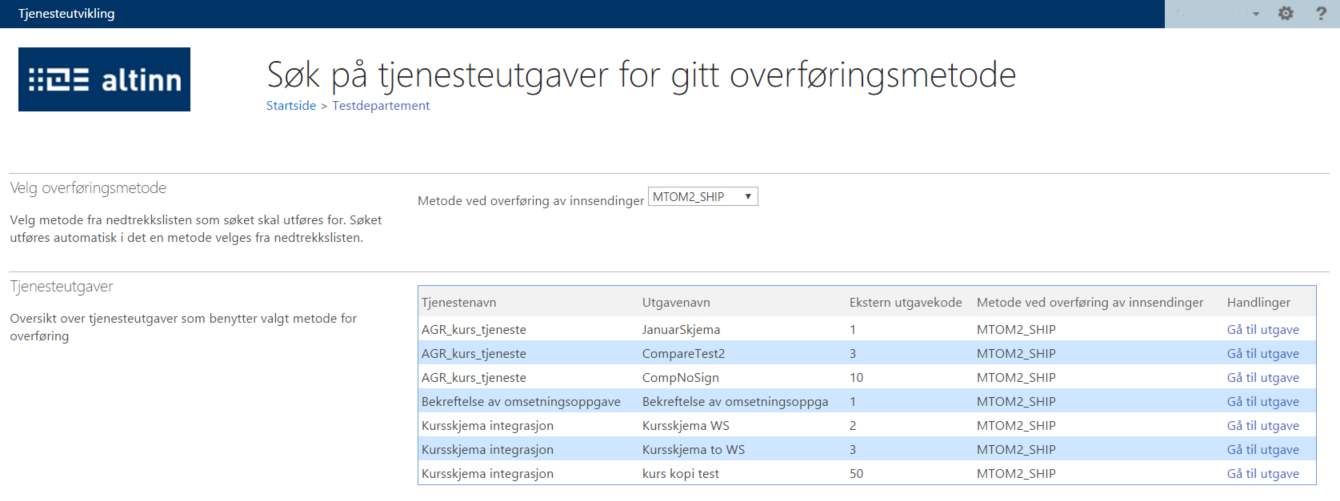 Tjenesteutvikling
?
altinn
Søk på tjenesteutgaver for gitt overføringsmetode
Startside > Testdepartement
Velg overføringsmetode
Velg metode fra nedtrekkslisten som søket skal utføres for. Søket
utføres automatisk i det en metode velges fra nedtrekkslisten.
Metode ved overføring av innsendinger MTOM2_SHIP
Tjenesteutgaver
Oversikt over tjenesteutgaver som benytter valgt metode for
overføring
Tjenestenavn Utgavenavn Ekstern utgavekode Metode ved overføring av innsendinger Handlinger
AGR_kurs_tjeneste JanuarSkjema 1 MTOM2_SHIP Gå til utgave
AGR_kurs_tjeneste CompareTest2 3 MTOM2_SHIP Gå til utgave
AGR_kurs_tjeneste CompNoSign 10 MTOM2_SHIP Gå til utgave
Bekreftelse av omsetningsoppgave Bekreftelse av omsetningsoppga 1 MTOM2_SHIP Gå til utgave
Kursskjema integrasjon Kursskjema WS 2 MTOM2_SHIP Gå til utgave
Kursskjema integrasjon Kursskjema to WS 3 MTOM2_SHIP Gå til utgave
Kursskjema integrasjon kurs kopi test 50 MTOM2_SHIP Gå til utgave